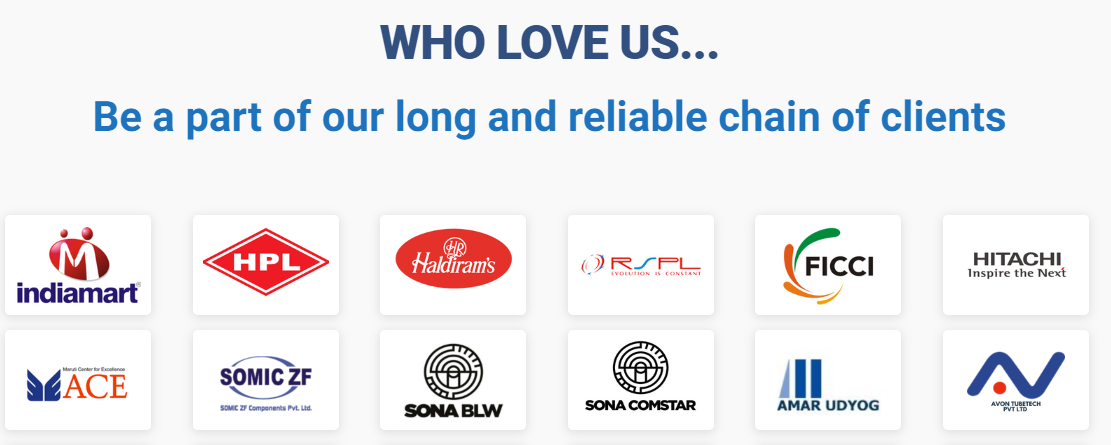 WHO LOVE US...
Be a part of our long and reliable chain of clients
indiamart
HPL
HR
Haldiram's
RSPL
EVOLUTION IS CONSTANT
FICCI
HITACHI
Inspire the Next
Maruti Center for Excellence
ACE
SOMIC ZF
SOMIC ZF Components Pvt. Ltd.
SONA BLW
SONA COMSTAR
AMAR UDYOG
AVON TUBETECH
PVT LTD